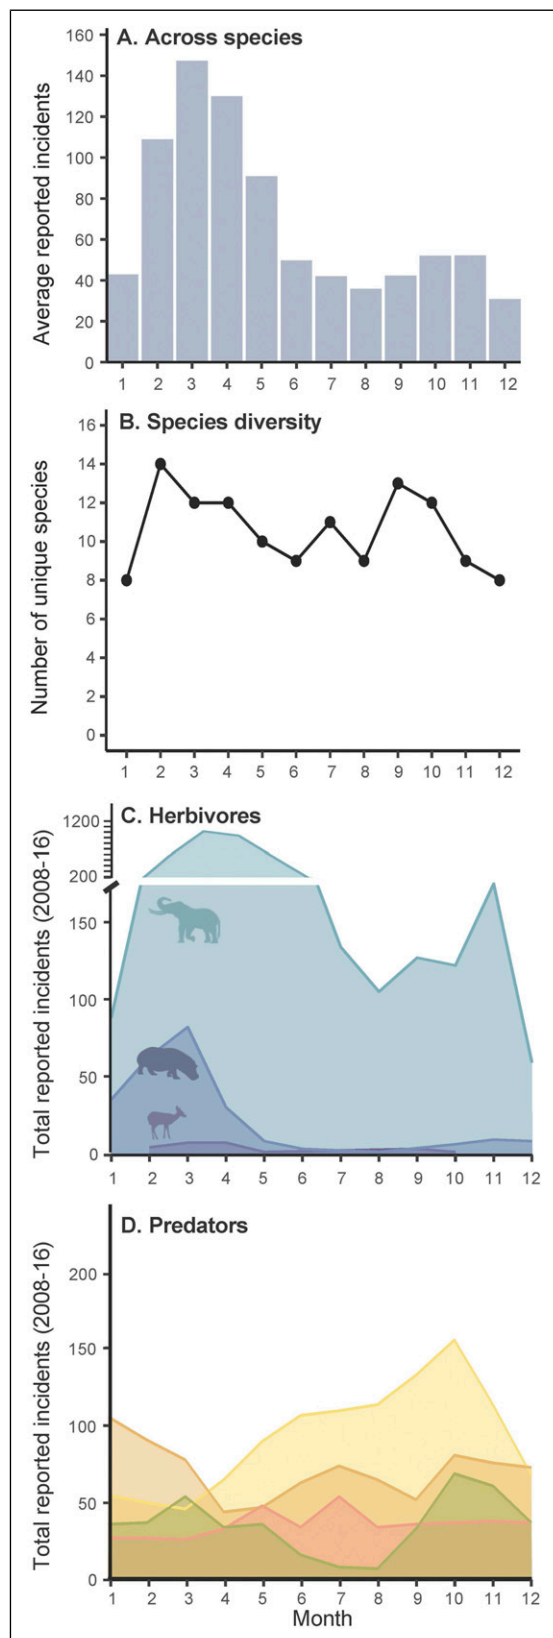 A. Across species
Average reported incidents
160
140
120
100
80
60
40
20
0
1 2 3 4 5 6 7 8 9 10 11 12
B. Species diversity
Number of unique species
16
14
12
10
8
6
4
2
0
1 2 3 4 5 6 7 8 9 10 11 12
C. Herbivores
Total reported incidents (2008-16)
1200
200
150
100
50
0
1 2 3 4 5 6 7 8 9 10 11 12
D. Predators
Total reported incidents (2008-16)
200
150
100
50
0
1 2 3 4 5 6 7 8 9 10 11 12
Month